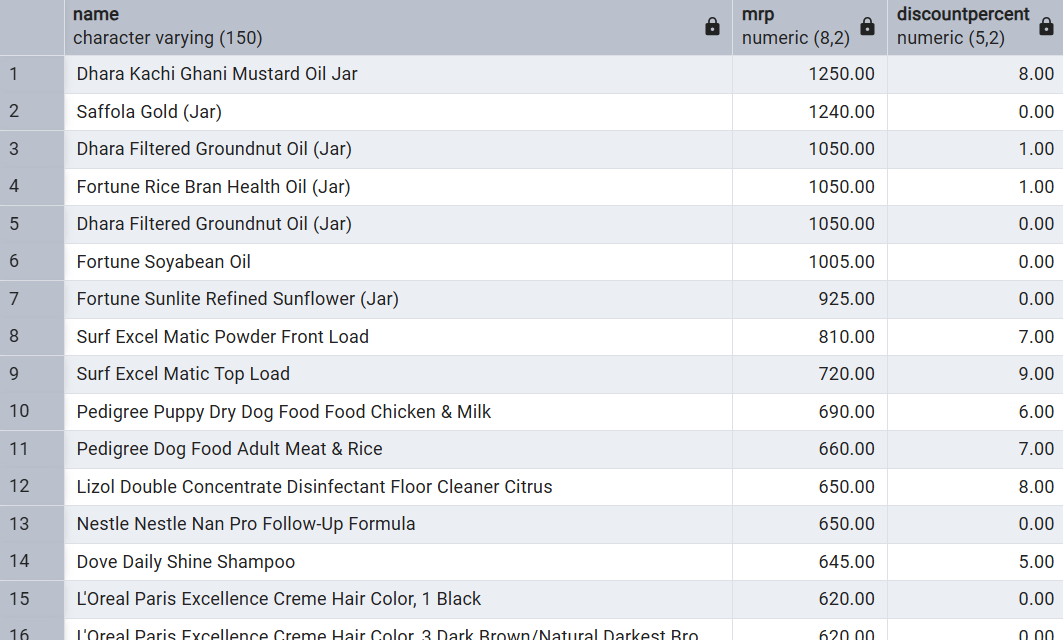 name mrp discountpercent
character varying (150) numeric (8,2) numeric (5,2)
1 Dhara Kachi Ghani Mustard Oil Jar 1250.00 8.00
2 Saffola Gold (Jar) 1240.00 0.00
3 Dhara Filtered Groundnut Oil (Jar) 1050.00 1.00
4 Fortune Rice Bran Health Oil (Jar) 1050.00 1.00
5 Dhara Filtered Groundnut Oil (Jar) 1050.00 0.00
6 Fortune Soyabean Oil 1005.00 0.00
7 Fortune Sunlite Refined Sunflower (Jar) 925.00 0.00
8 Surf Excel Matic Powder Front Load 810.00 7.00
9 Surf Excel Matic Top Load 720.00 9.00
10 Pedigree Puppy Dry Dog Food Food Chicken & Milk 690.00 6.00
11 Pedigree Dog Food Adult Meat & Rice 660.00 7.00
12 Lizol Double Concentrate Disinfectant Floor Cleaner Citrus 650.00 8.00
13 Nestle Nestle Nan Pro Follow-Up Formula 650.00 0.00
14 Dove Daily Shine Shampoo 645.00 5.00
15 L'Oreal Paris Excellence Creme Hair Color, 1 Black 620.00 0.00
16 L'Oreal Paris Excellence Creme Hair Color, 3 Dark Brown/Natural Darkest Bro 620.00 0.00